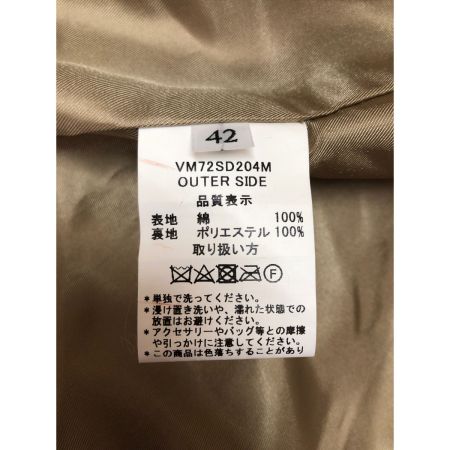 42
VM72SD204M
OUTER SIDE
品質表示
表地 綿 100%
裏地 ポリエステル 100%
取り扱い方
F
*単独で洗ってください。
*浸け置き洗いや、濡れた状態での放置はお避けください。
*アクセサリーやバッグ等との摩擦や引っかけに注意してください。
*この商品は色落ちすることがあり